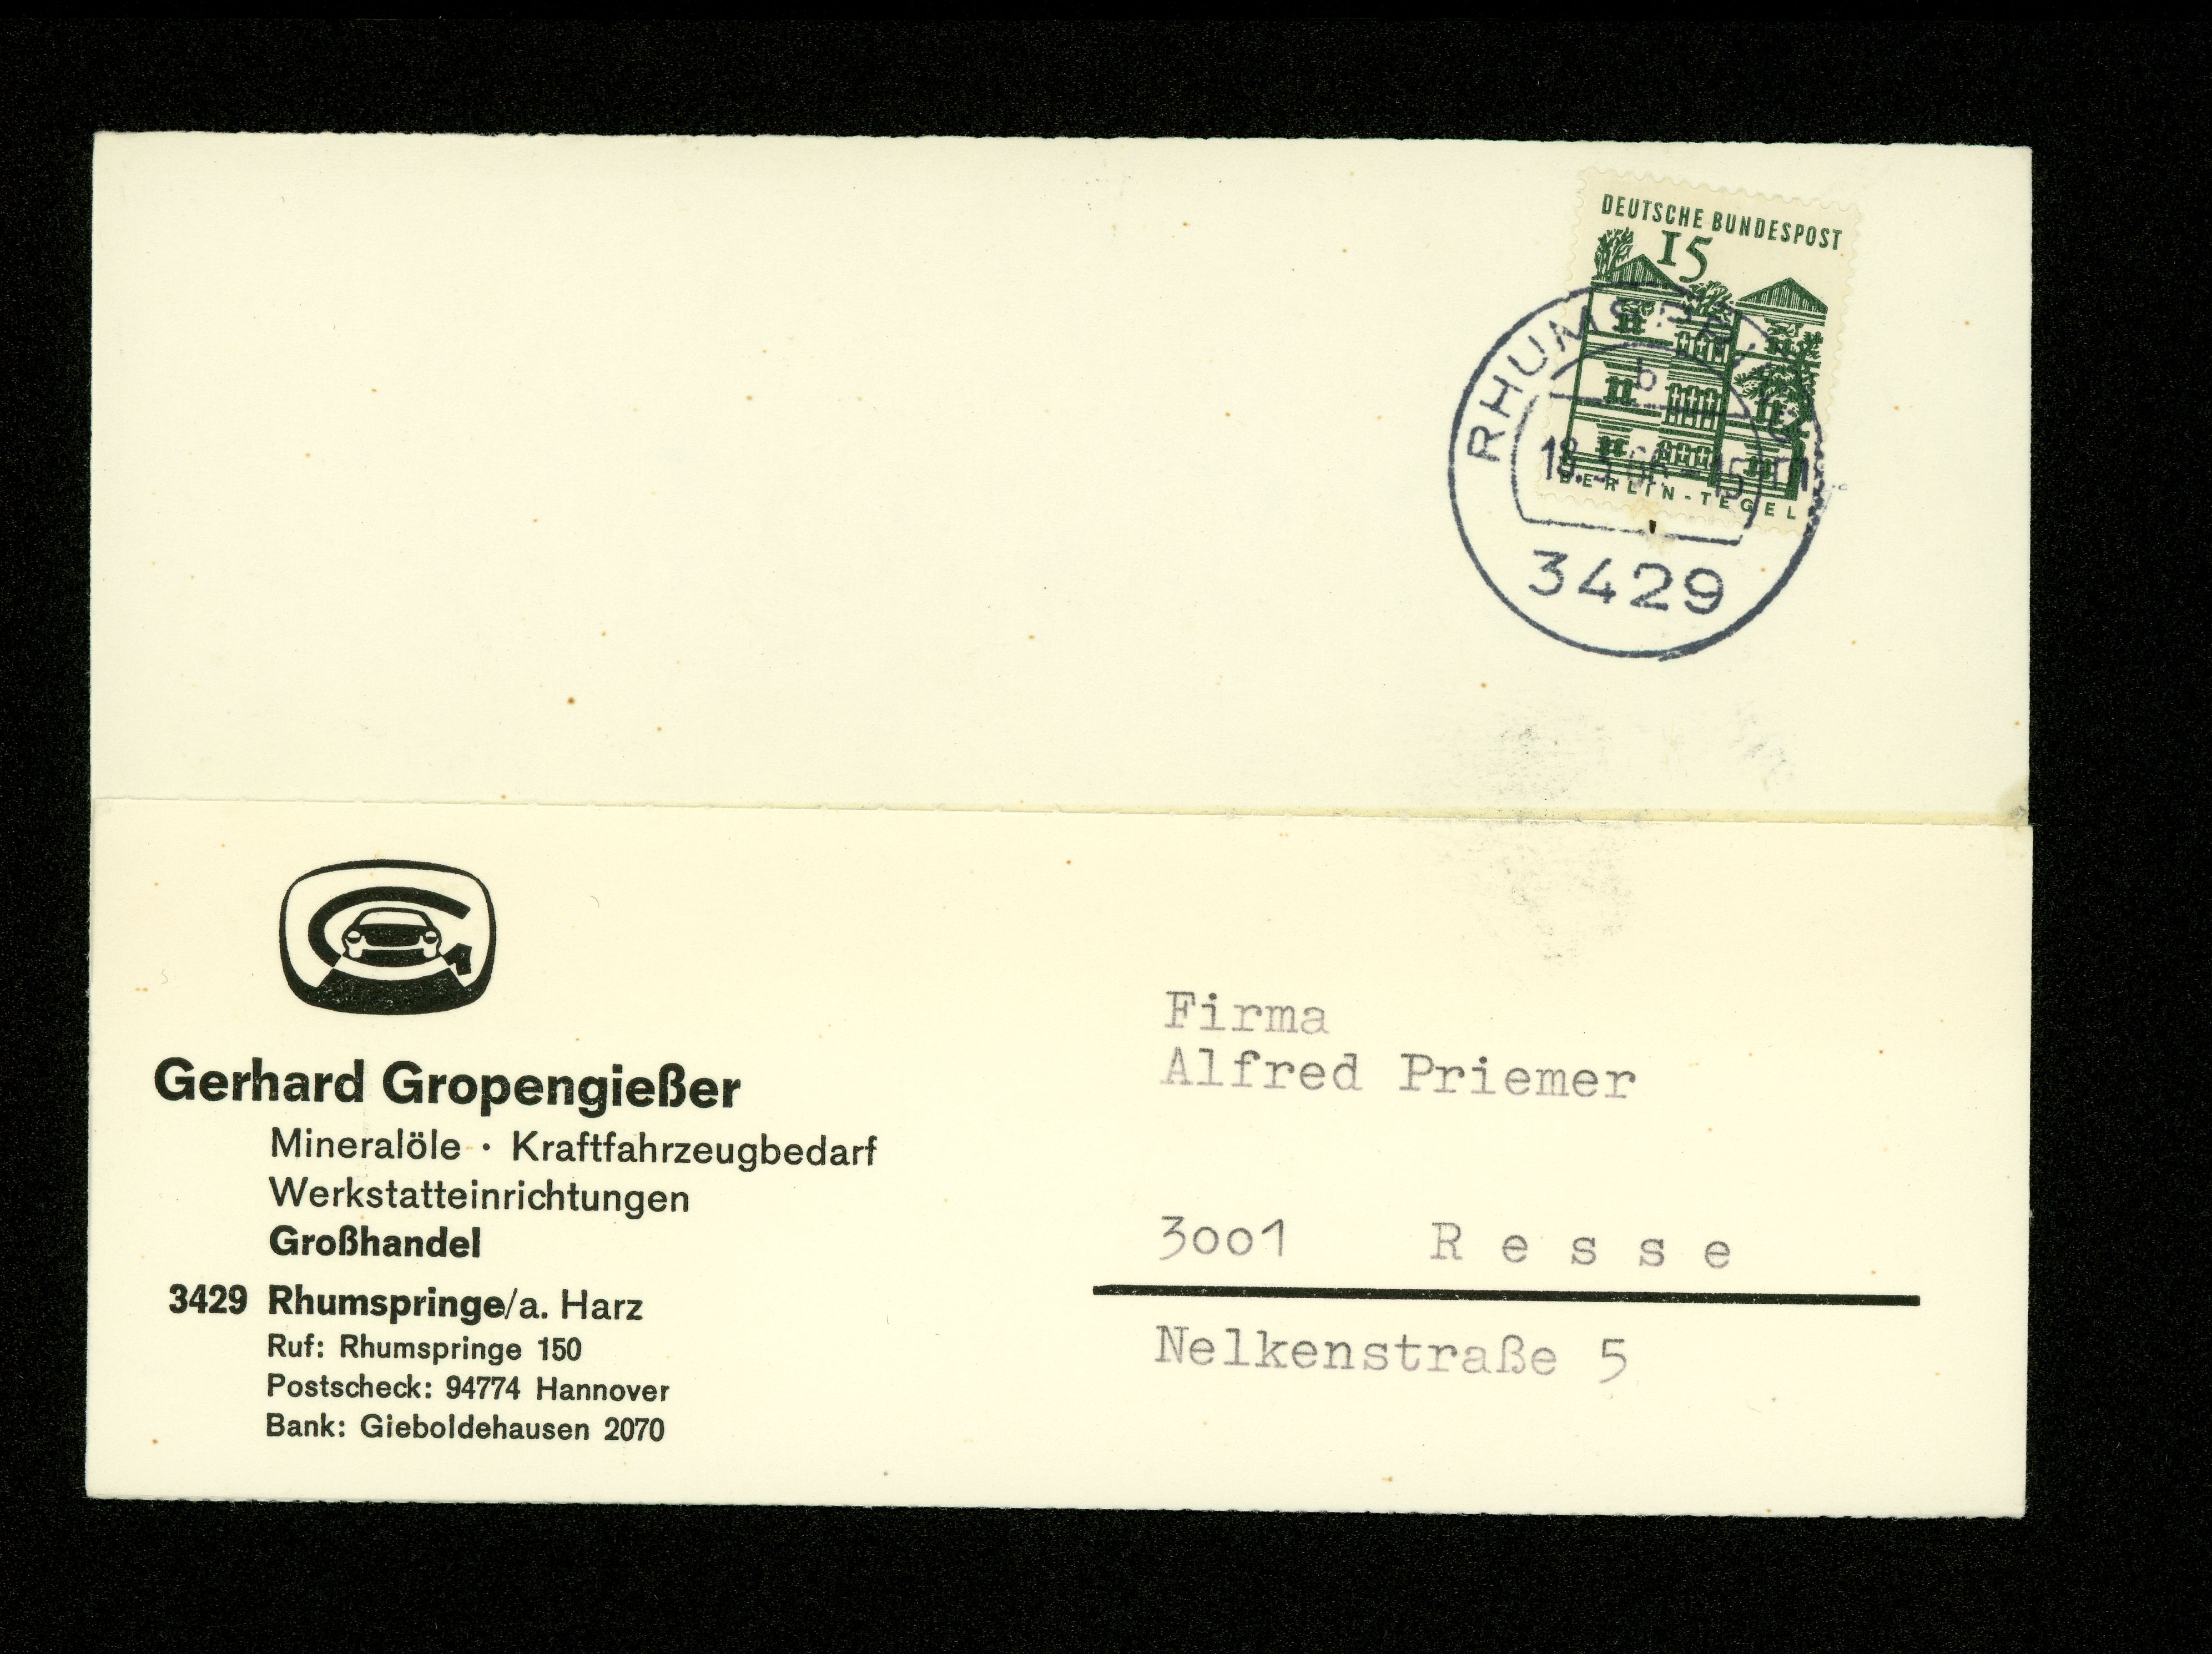 DEUTSCHE BUNDESPOST
15
BERLIN-TEGEL
b
3429
Gerhard Gropengießer
Mineralöle · Kraftfahrzeugbedarf
Werkstatteinrichtungen
Großhandel
3429 Rhumspringe/a. Harz
Ruf: Rhumspringe 150
Postscheck: 94774 Hannover
Bank: Gieboldehausen 2070
Firma
Alfred Priemer
3001 R e s s e
Nelkenstraße 5